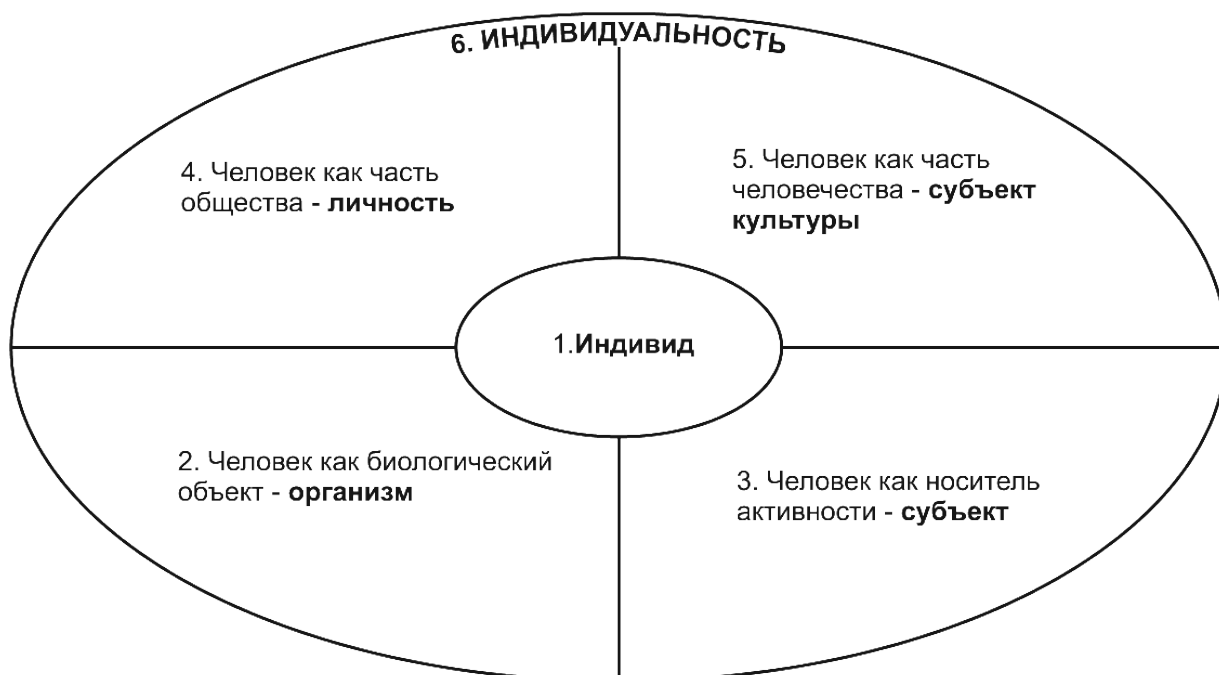 6. ИНДИВИДУАЛЬНОСТЬ
4. Человек как часть
общества - личность
5. Человек как часть
человечества - субъект
культуры
1.Индивид
2. Человек как биологический
объект - организм
3. Человек как носитель
активности - субъект